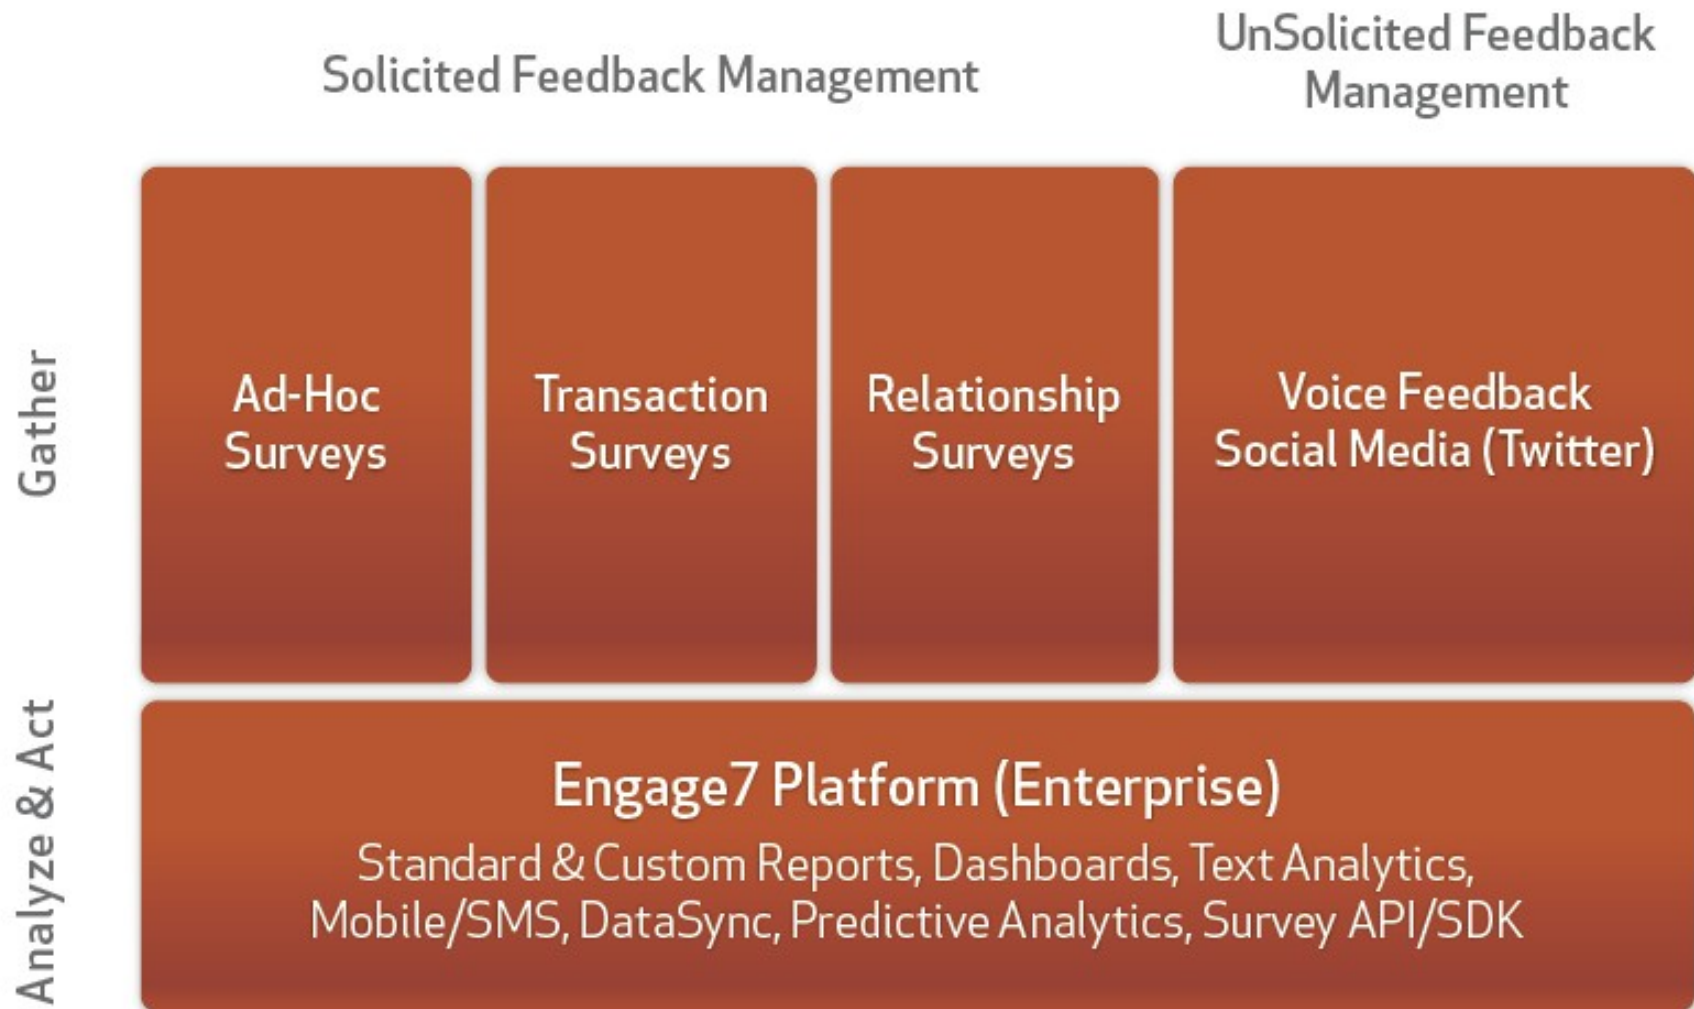 Solicited Feedback Management
UnSolicited Feedback
Management
Gather
Ad-Hoc
Surveys
Transaction
Surveys
Relationship
Surveys
Voice Feedback
Social Media (Twitter)
Analyze & Act
Engage7 Platform (Enterprise)
Standard & Custom Reports, Dashboards, Text Analytics,
Mobile/SMS, DataSync, Predictive Analytics, Survey API/SDK